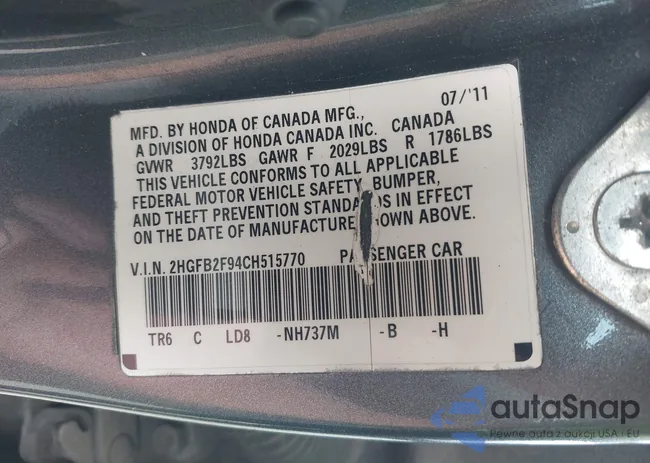 07/'11
MFD. BY HONDA OF CANADA MFG.,
A DIVISION OF HONDA CANADA INC. CANADA
GVWR 3792LBS GAWR F 2029LBS R 1786LBS
THIS VEHICLE CONFORMS TO ALL APPLICABLE
FEDERAL MOTOR VEHICLE SAFETY, BUMPER,
AND THEFT PREVENTION IN EFFECT
ON THE DATE OF MANUFACTURE ABOVE.
V.I.N. 2HGFB2F94CH515770 CAR
TR6 C LD8 -NH737M -B -H
autaSnap
Pewne auta z aukcji USA i EU